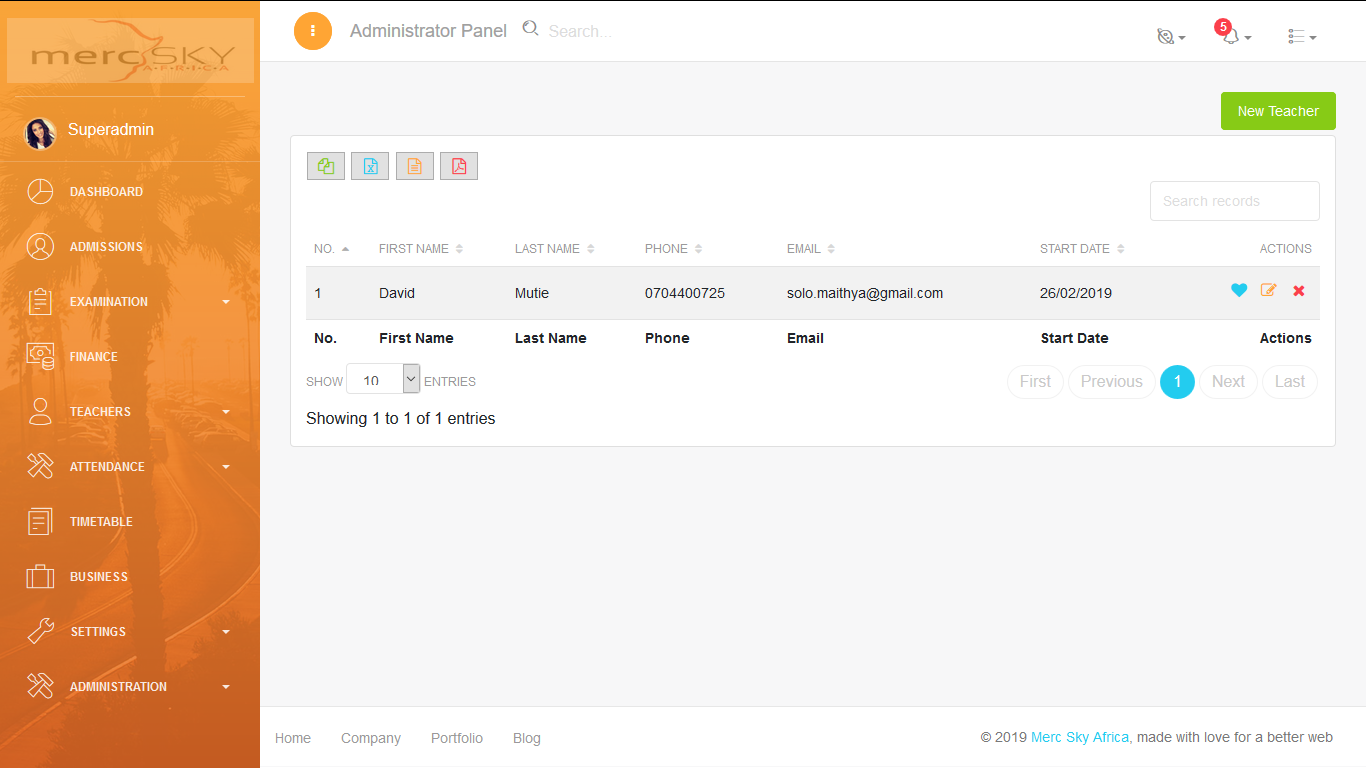 mercSKY
AFRICA
Superadmin
DASHBOARD
ADMISSIONS
EXAMINATION
FINANCE
TEACHERS
ATTENDANCE
TIMETABLE
BUSINESS
SETTINGS
ADMINISTRATION
Administrator Panel Search...
5
New Teacher
Search records
NO. FIRST NAME LAST NAME PHONE EMAIL START DATE ACTIONS
1 David Mutie 0704400725 solo.maithya@gmail.com 26/02/2019
No. First Name Last Name Phone Email Start Date Actions
SHOW 10 ENTRIES First Previous 1 Next Last
Showing 1 to 1 of 1 entries
Home Company Portfolio Blog © 2019 Merc Sky Africa, made with love for a better web